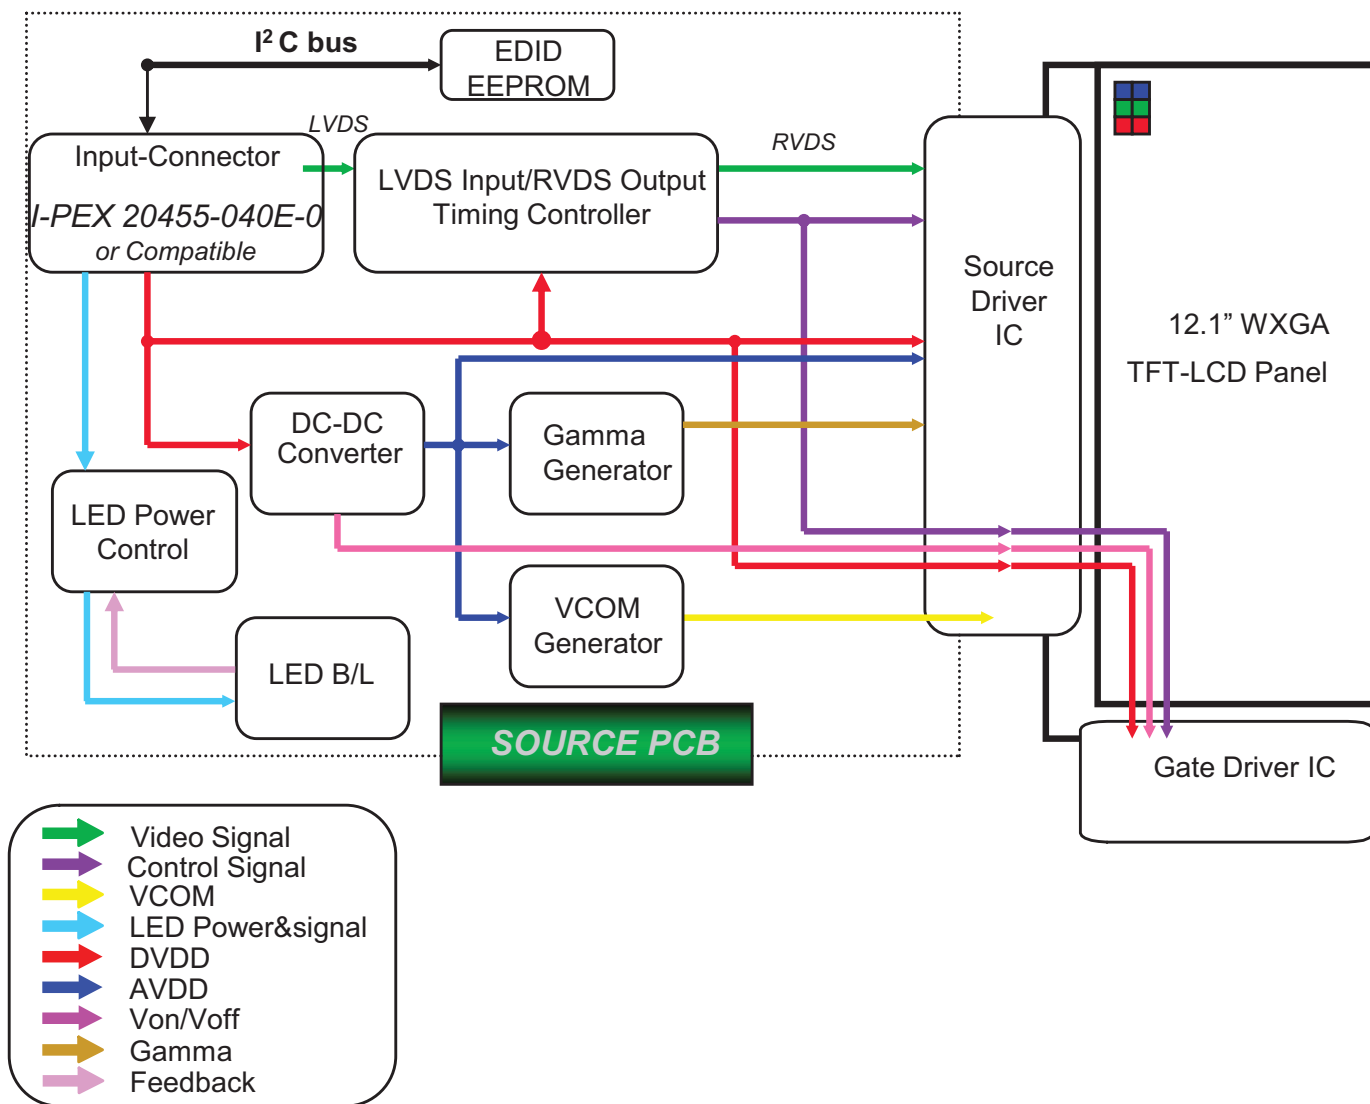 I² C bus
EDID
EEPROM
LVDS
RVDS
Input-Connector
I-PEX 20455-040E-0
or Compatible
LVDS Input/RVDS Output
Timing Controller
Source
Driver
IC
12.1” WXGA
TFT-LCD Panel
DC-DC
Converter
Gamma
Generator
LED Power
Control
VCOM
Generator
LED B/L
SOURCE PCB
Gate Driver IC
Video Signal
Control Signal
VCOM
LED Power&signal
DVDD
AVDD
Von/Voff
Gamma
Feedback